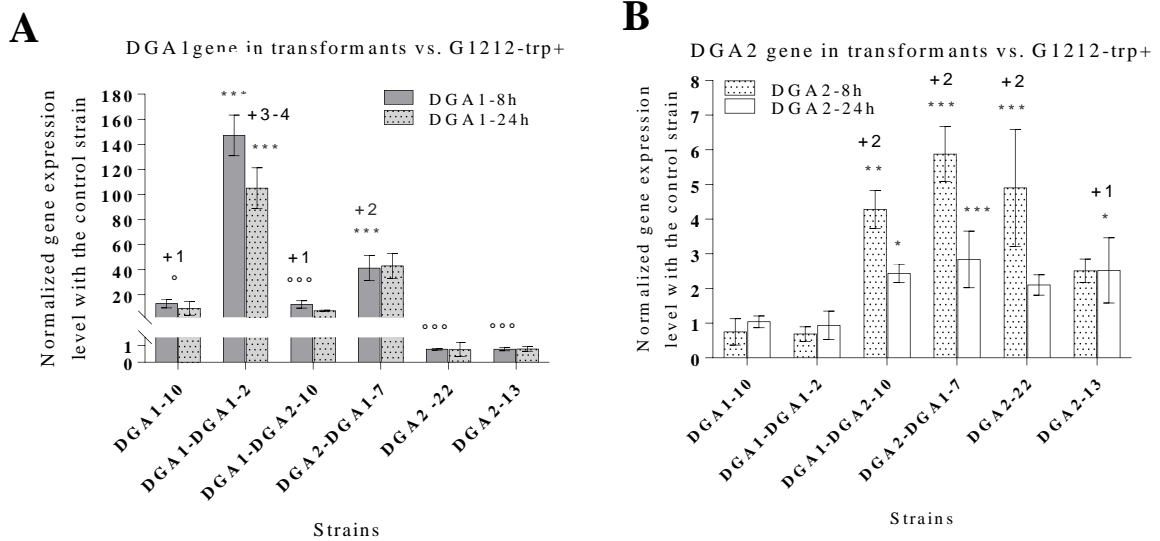 A
DGA1gene in transformants vs. G1212-trp+
Normalized gene expression
level with the control strain
180
160
140
120
100
80
60
40
20
1
0
DGA1-8h
DGA1-24h
+1
°
***
+3-4
***
+1
°°°
+2
***
°°°
°°°
DGA1-10
DGA1-DGA1-2
DGA1-DGA2-10
DGA2-DGA1-7
DGA2-22
DGA2-13
Strains
B
DGA2 gene in transformants vs. G1212-trp+
Normalized gene expression
level with the control strain
8
7
6
5
4
3
2
1
0
DGA2-8h
DGA2-24h
+2
**
*
+2
***
***
+2
***
+1
*
DGA1-10
DGA1-DGA1-2
DGA1-DGA2-10
DGA2-DGA1-7
DGA2-22
DGA2-13
Strains